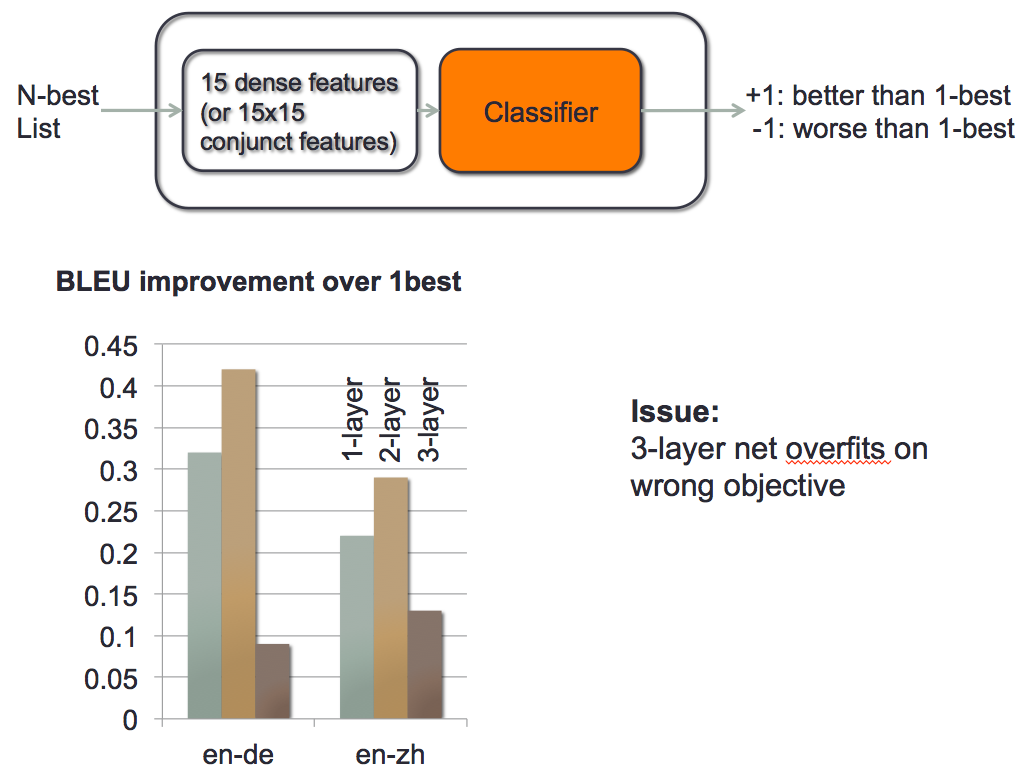 N-best
List
15 dense features
(or 15x15
conjunct features)
Classifier
+1: better than 1-best
-1: worse than 1-best
BLEU improvement over 1best
0.45
0.4
0.35
0.3
0.25
0.2
0.15
0.1
0.05
0
1-layer
2-layer
3-layer
en-de
en-zh
Issue:
3-layer net overfits on
wrong objective